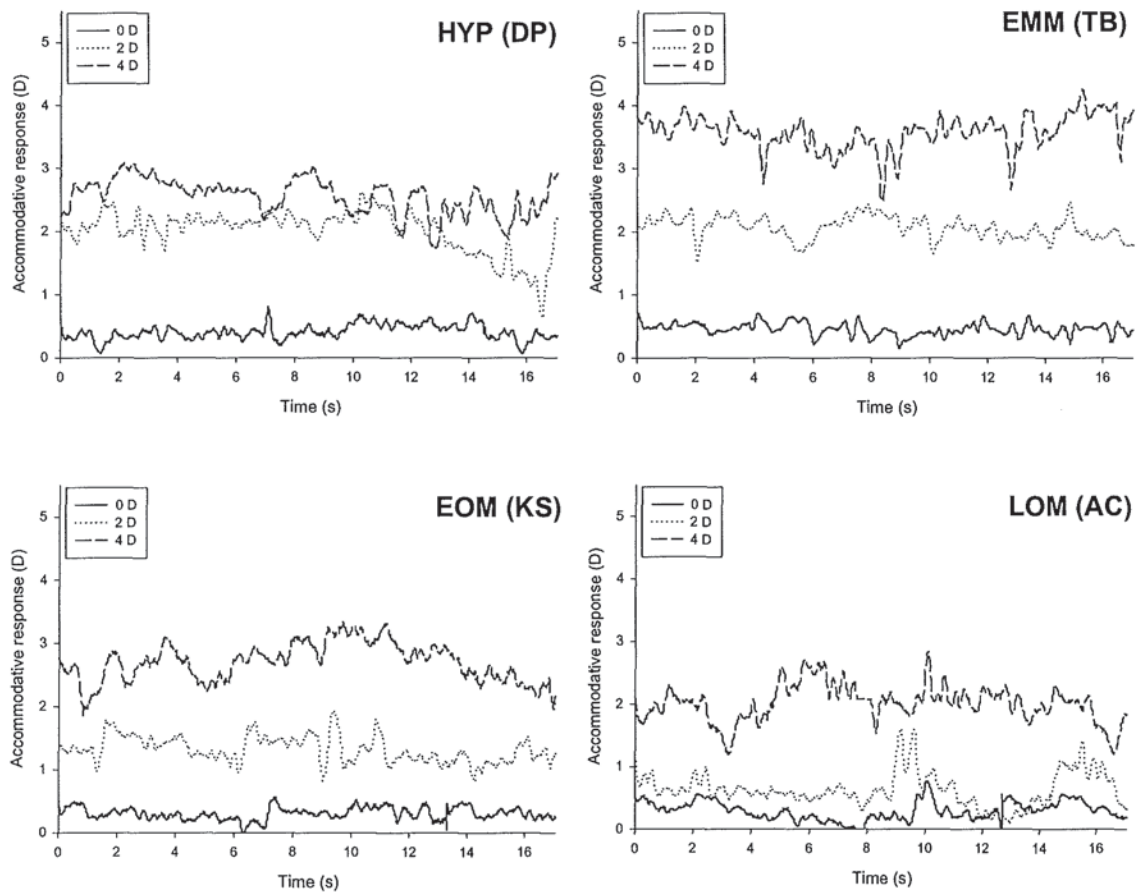 HYP (DP)
0 D
2 D
4 D
Accommodative response (D)
5
4
3
2
1
0
0 2 4 6 8 10 12 14 16
Time (s)
EMM (TB)
0 D
2 D
4 D
Accommodative response (D)
5
4
3
2
1
0
0 2 4 6 8 10 12 14 16
Time (s)
EOM (KS)
0 D
2 D
4 D
Accommodative response (D)
5
4
3
2
1
0
0 2 4 6 8 10 12 14 16
Time (s)
LOM (AC)
0 D
2 D
4 D
Accommodative response (D)
5
4
3
2
1
0
0 2 4 6 8 10 12 14 16
Time (s)